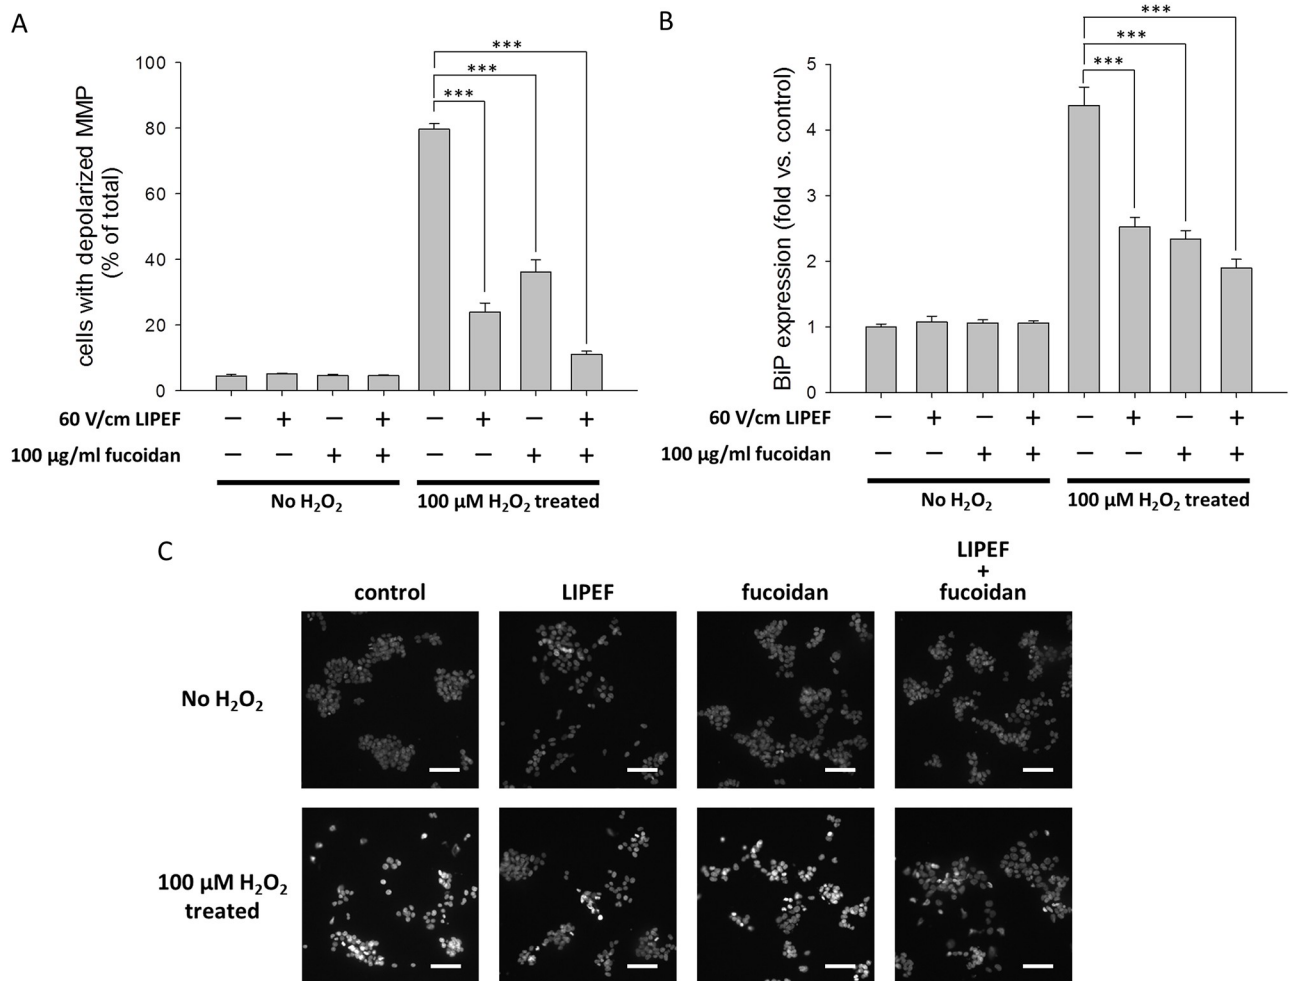 A
cells with depolarized MMP
(% of total)
100
80
60
40
20
0
***
***
***
60 V/cm LIPEF − + − + − + − +
100 µg/ml fucoidan − − + + − − + +
No H₂O₂
100 µM H₂O₂ treated
B
BiP expression (fold vs. control)
5
4
3
2
1
0
***
***
***
60 V/cm LIPEF − + − + − + − +
100 µg/ml fucoidan − − + + − − + +
No H₂O₂
100 µM H₂O₂ treated
C
control
LIPEF
fucoidan
LIPEF
+
fucoidan
No H₂O₂
100 µM H₂O₂
treated